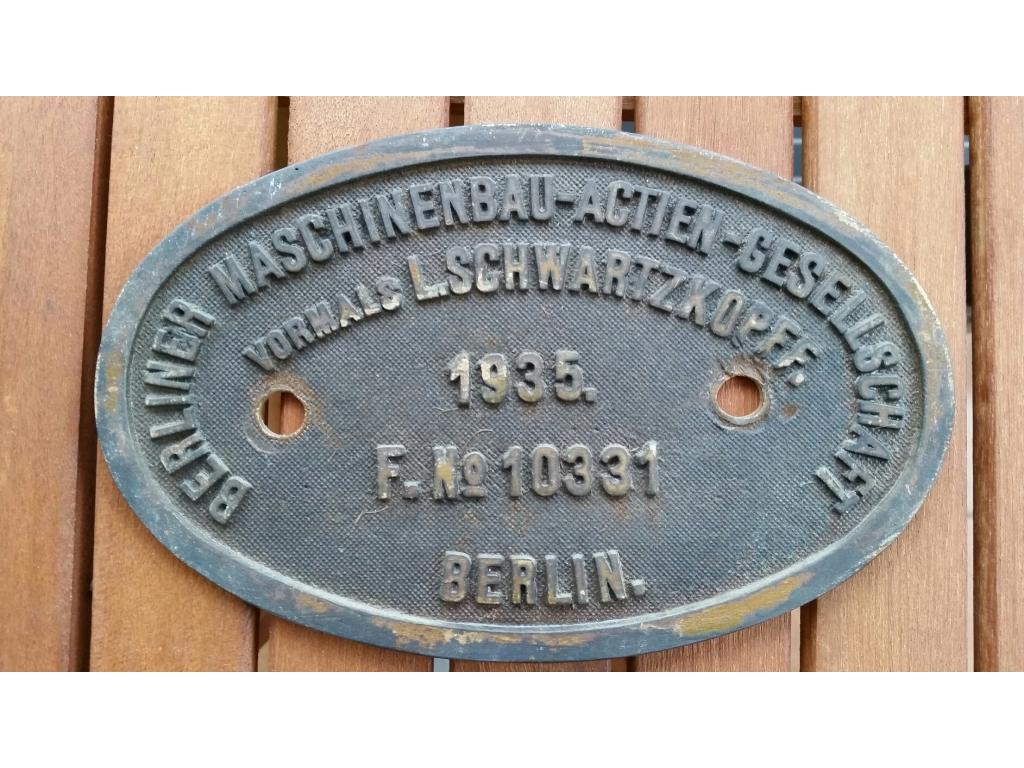 BERLINER MASCHINENBAU-ACTIEN-GESELLSCHAFT
VORMALS L.SCHWARTZKOPFF.
1935.
F. No 10331
BERLIN.